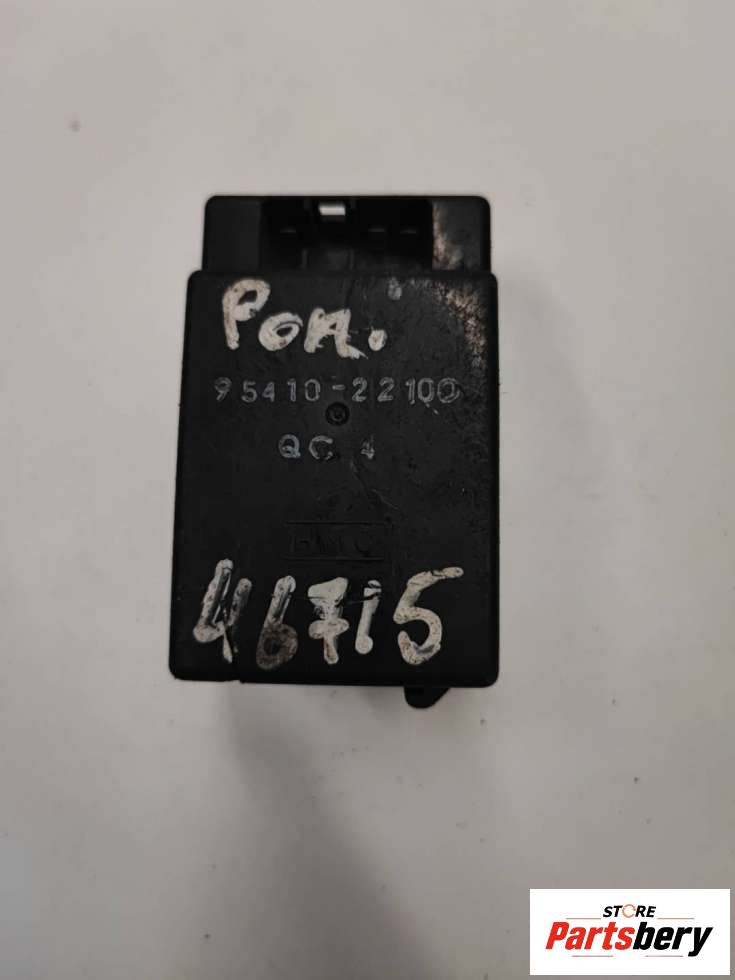 Pon.
95410-22100
QC 4
HMC
46715
STORE
Partsbery